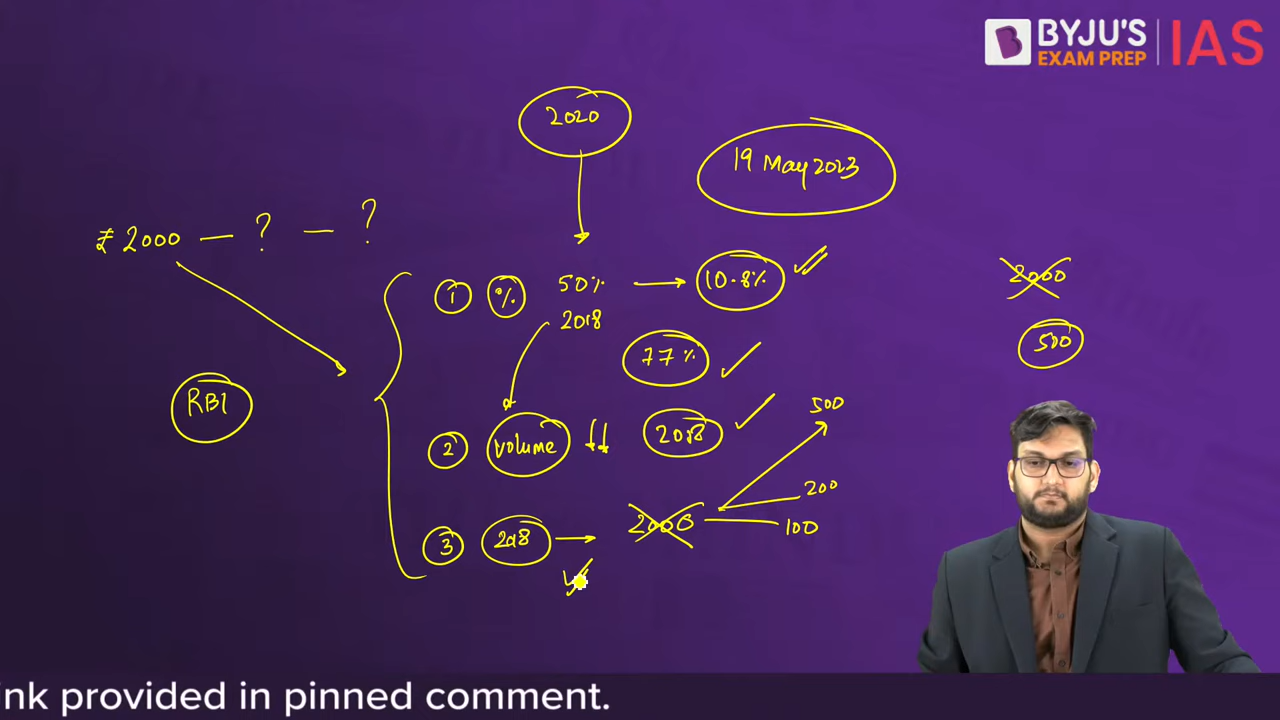 BYJU'S
EXAM PREP
IAS
2020
19 May 2023
₹ 2000 — ? — ?
① % 50% → 10.8%
2018
77%
② volume ↓↓ 2018
③ 2018 → 2000
500
200
100
2000
500
RBI
ink provided in pinned comment.